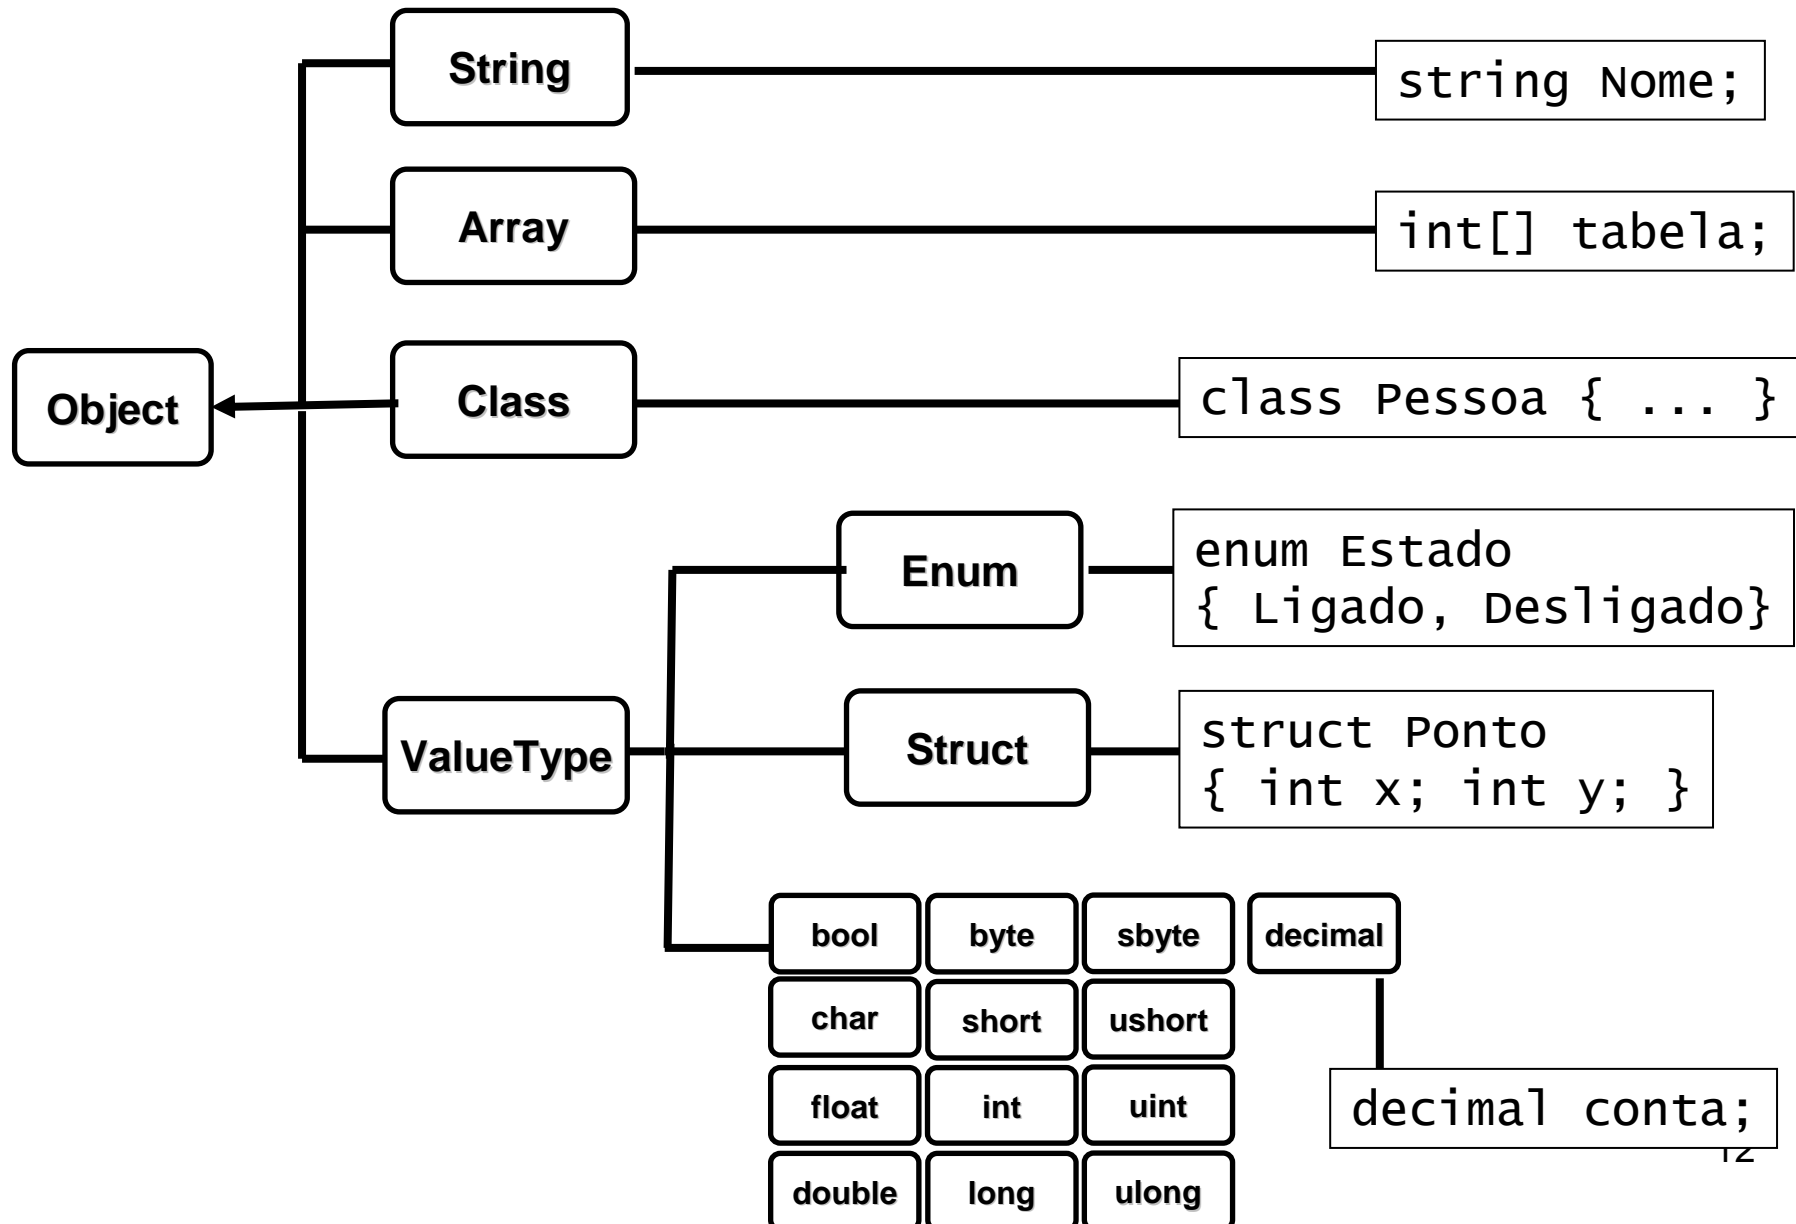 String
string Nome;
Array
int[] tabela;
Object
Class
class Pessoa { ... }
Enum
enum Estado
{ Ligado, Desligado}
ValueType
Struct
struct Ponto
{ int x; int y; }
bool byte sbyte decimal
char short ushort
float int uint
decimal conta;
12
double long ulong